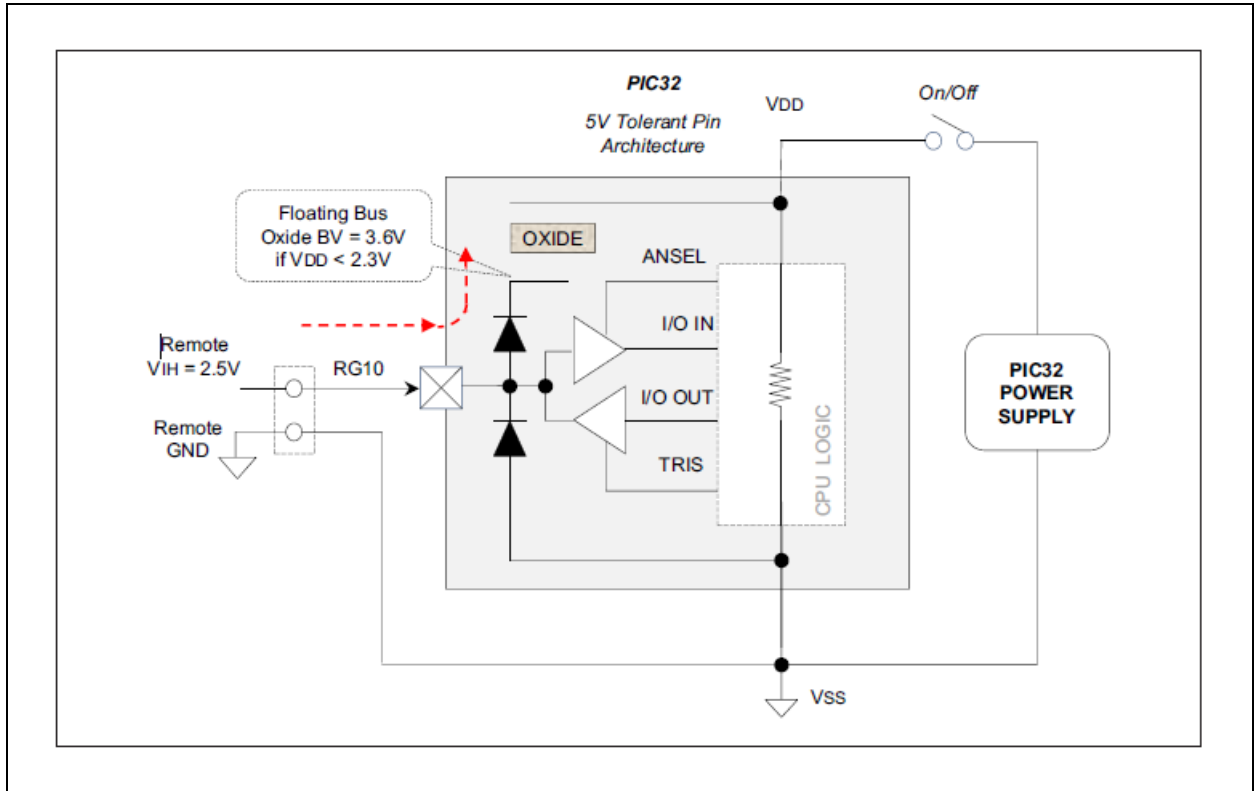 PIC32
5V Tolerant Pin
Architecture
VDD
On/Off
Floating Bus
Oxide BV = 3.6V
if VDD < 2.3V
OXIDE
ANSEL
I/O IN
Remote
VIH = 2.5V
RG10
I/O OUT
Remote
GND
TRIS
CPU LOGIC
PIC32
POWER
SUPPLY
VSS